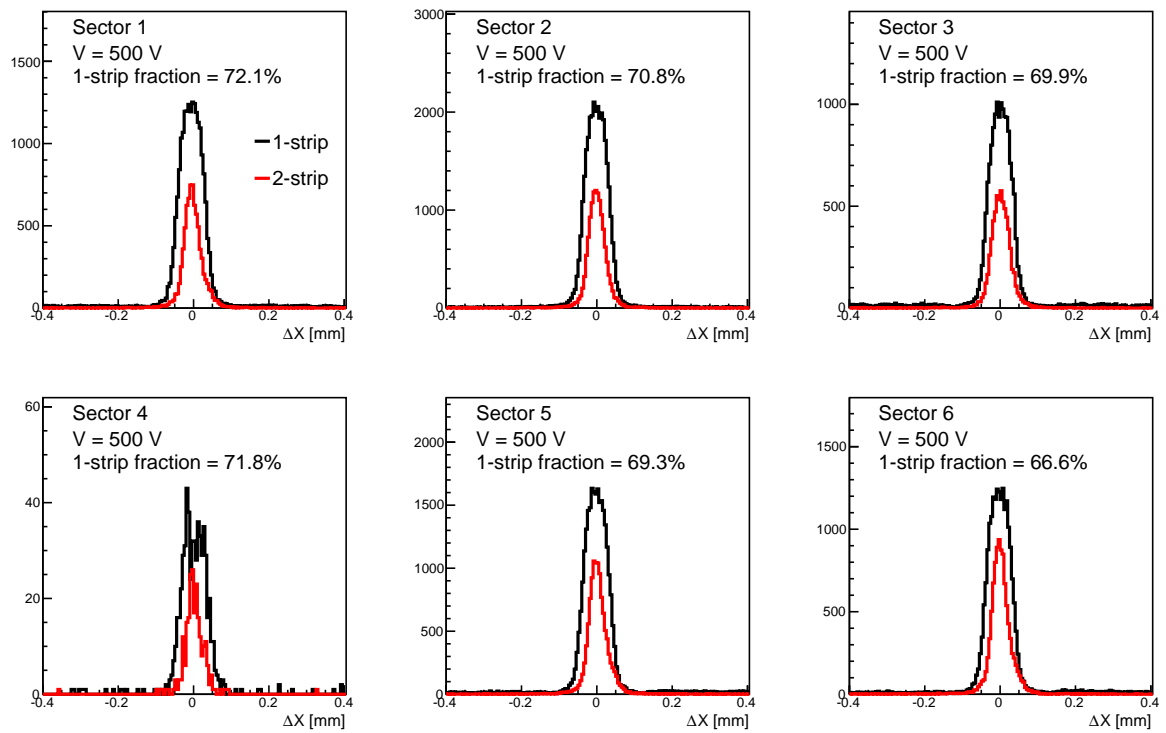 Sector 1
V = 500 V
1-strip fraction = 72.1%
1-strip
2-strip
0
500
1000
1500
-0.4
-0.2
0
0.2
0.4
ΔX [mm]
Sector 2
V = 500 V
1-strip fraction = 70.8%
0
1000
2000
3000
-0.4
-0.2
0
0.2
0.4
ΔX [mm]
Sector 3
V = 500 V
1-strip fraction = 69.9%
0
500
1000
-0.4
-0.2
0
0.2
0.4
ΔX [mm]
Sector 4
V = 500 V
1-strip fraction = 71.8%
0
20
40
60
-0.4
-0.2
0
0.2
0.4
ΔX [mm]
Sector 5
V = 500 V
1-strip fraction = 69.3%
0
500
1000
1500
2000
-0.4
-0.2
0
0.2
0.4
ΔX [mm]
Sector 6
V = 500 V
1-strip fraction = 66.6%
0
500
1000
1500
-0.4
-0.2
0
0.2
0.4
ΔX [mm]